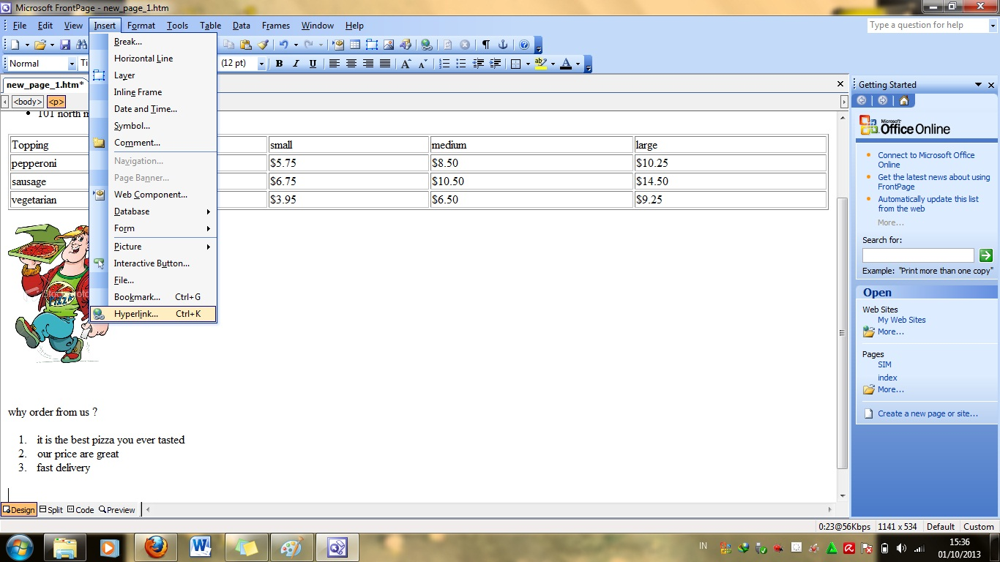 Microsoft FrontPage - new_page_1.htm
File Edit View Insert Format Tools Table Data Frames Window Help
Type a question for help
Normal
(12 pt) B I U
new_page_1.htm*
<body> <p>
Break...
Horizontal Line
Layer
Inline Frame
Date and Time...
Symbol...
Comment...
Navigation...
Page Banner...
Web Component...
Database
Form
Picture
Interactive Button...
File...
Bookmark... Ctrl+G
Hyperlink... Ctrl+K
101 north
Topping small medium large
pepperoni $5.75 $8.50 $10.25
sausage $6.75 $10.50 $14.50
vegetarian $3.95 $6.50 $9.25
PIZZA
why order from us ?
1. it is the best pizza you ever tasted
2. our price are great
3. fast delivery
Design Split Code Preview
Getting Started
Microsoft
Office Online
Connect to Microsoft Office
Online
Get the latest news about using
FrontPage
Automatically update this list
from the web
More...
Search for:
Example: "Print more than one copy"
Open
Web Sites
My Web Sites
More...
Pages
SIM
index
More...
Create a new page or site...
0:23@56Kbps 1141 x 534 Default Custom
IN
15:36
01/10/2013